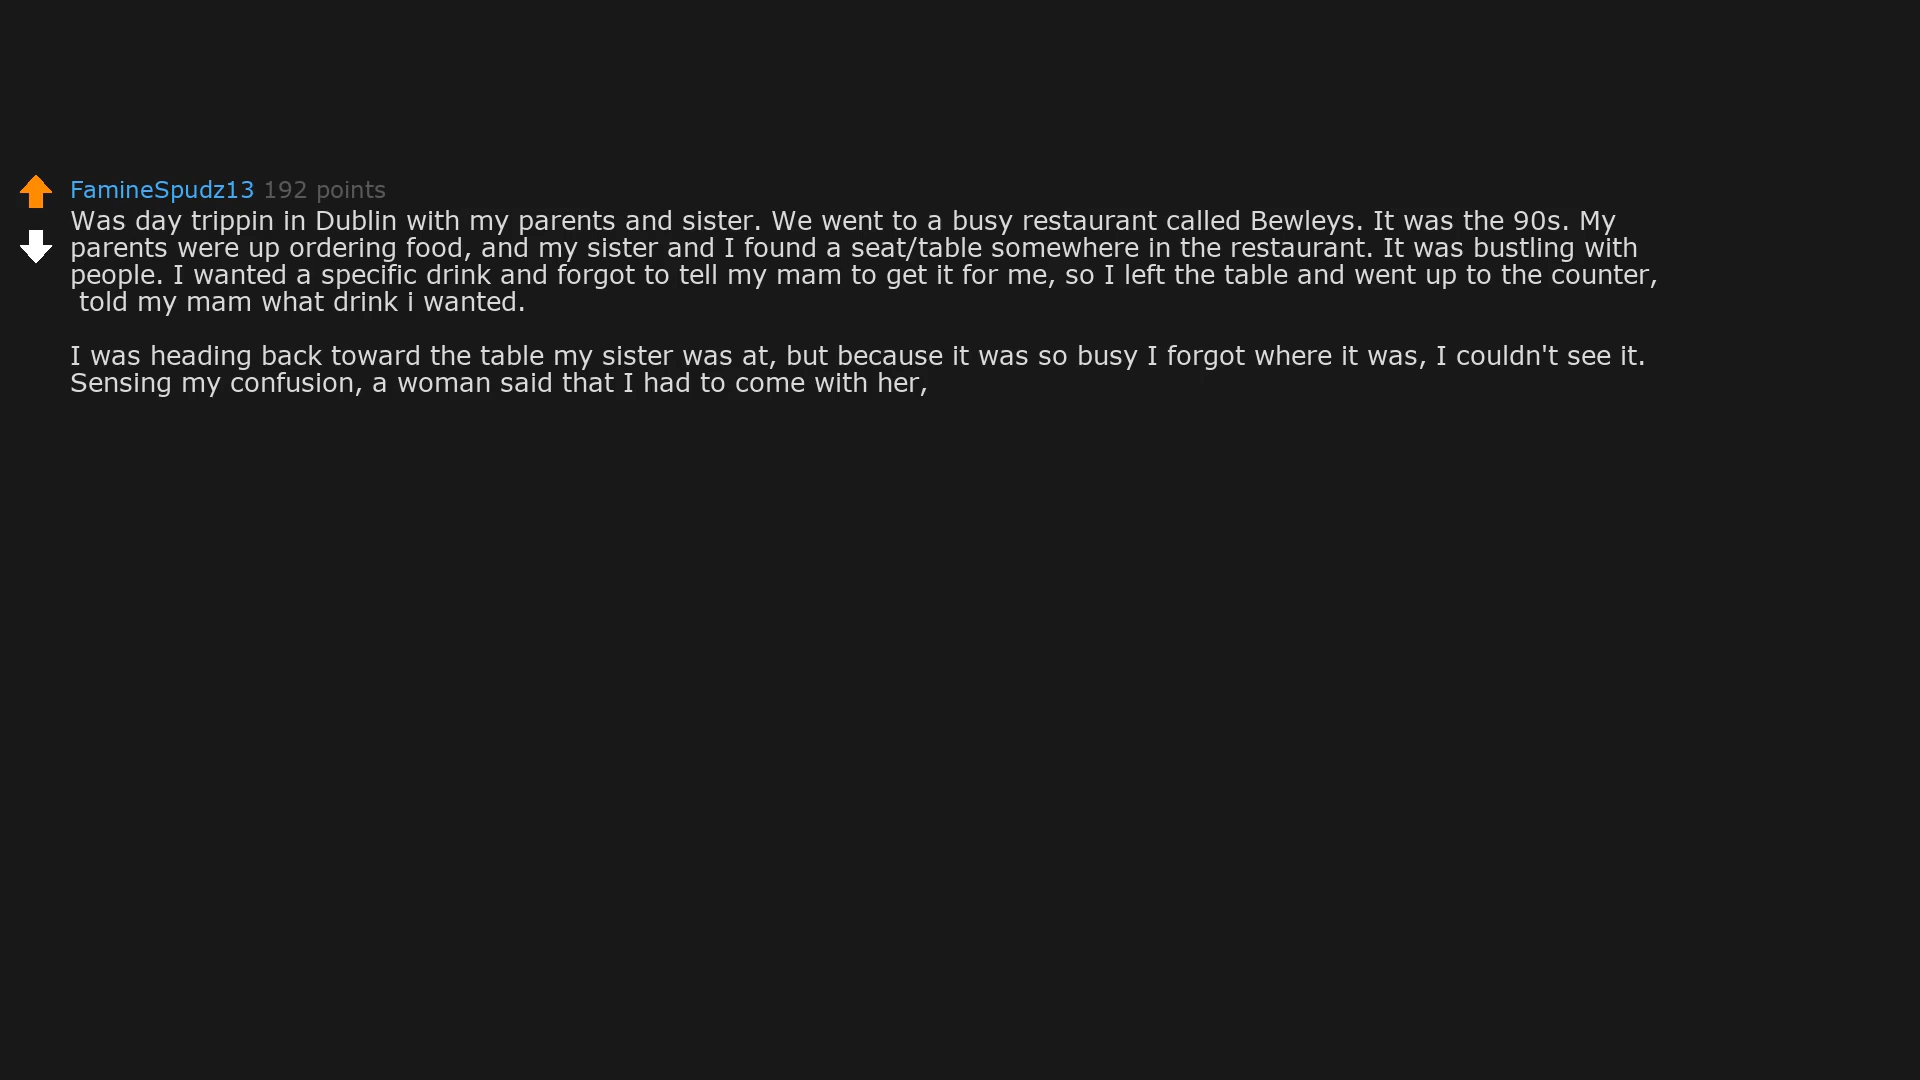 FamineSpudz13 192 points
Was day trippin in Dublin with my parents and sister. We went to a busy restaurant called Bewleys. It was the 90s. My
parents were up ordering food, and my sister and I found a seat/table somewhere in the restaurant. It was bustling with
people. I wanted a specific drink and forgot to tell my mam to get it for me, so I left the table and went up to the counter,
told my mam what drink i wanted.
I was heading back toward the table my sister was at, but because it was so busy I forgot where it was, I couldn't see it.
Sensing my confusion, a woman said that I had to come with her,